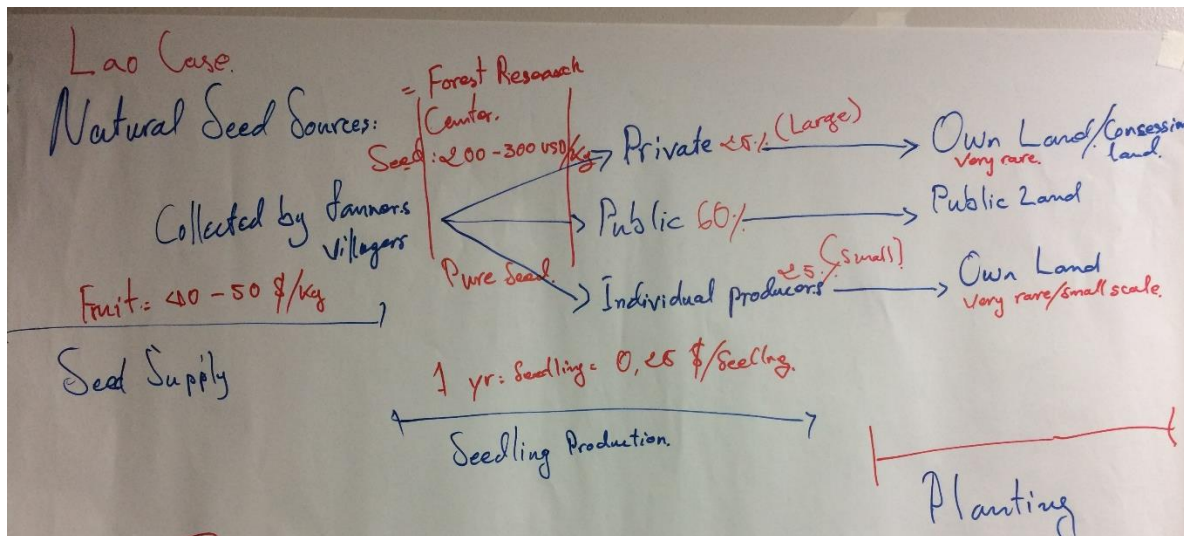 Lao Case.
= Forest Research
Center.
Natural Seed Sources:
Seed: 200 - 300 USD/Kg
Private 25% (Large)
Own Land/Consession land.
Very rare.
Collected by farmers
villagers
Public 60%
Public Land
Pure Seed.
Individual producers 25% (small)
Own Land
Very rare/small scale.
Fruit: 40 - 50 $/kg
Seed Supply
1 yr: Seedling = 0,25 $/Seellng.
Seedling Production.
Planting